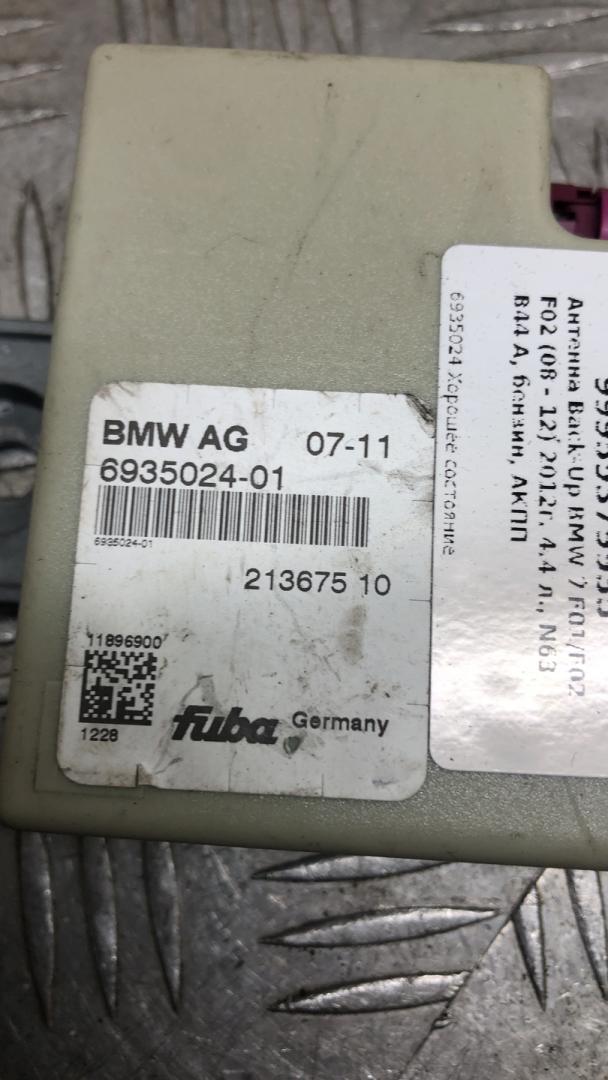 BMW AG 07-11
6935024-01
6935024-01
213675 10
11896900
1228
fuba Germany
Антенна Back-Up BMW 7 F01/F02
F02 (08 - 12) 2012г. 4.4 л., N63
B44 A, бензин, АКПП
6935024 Хорошее состояние